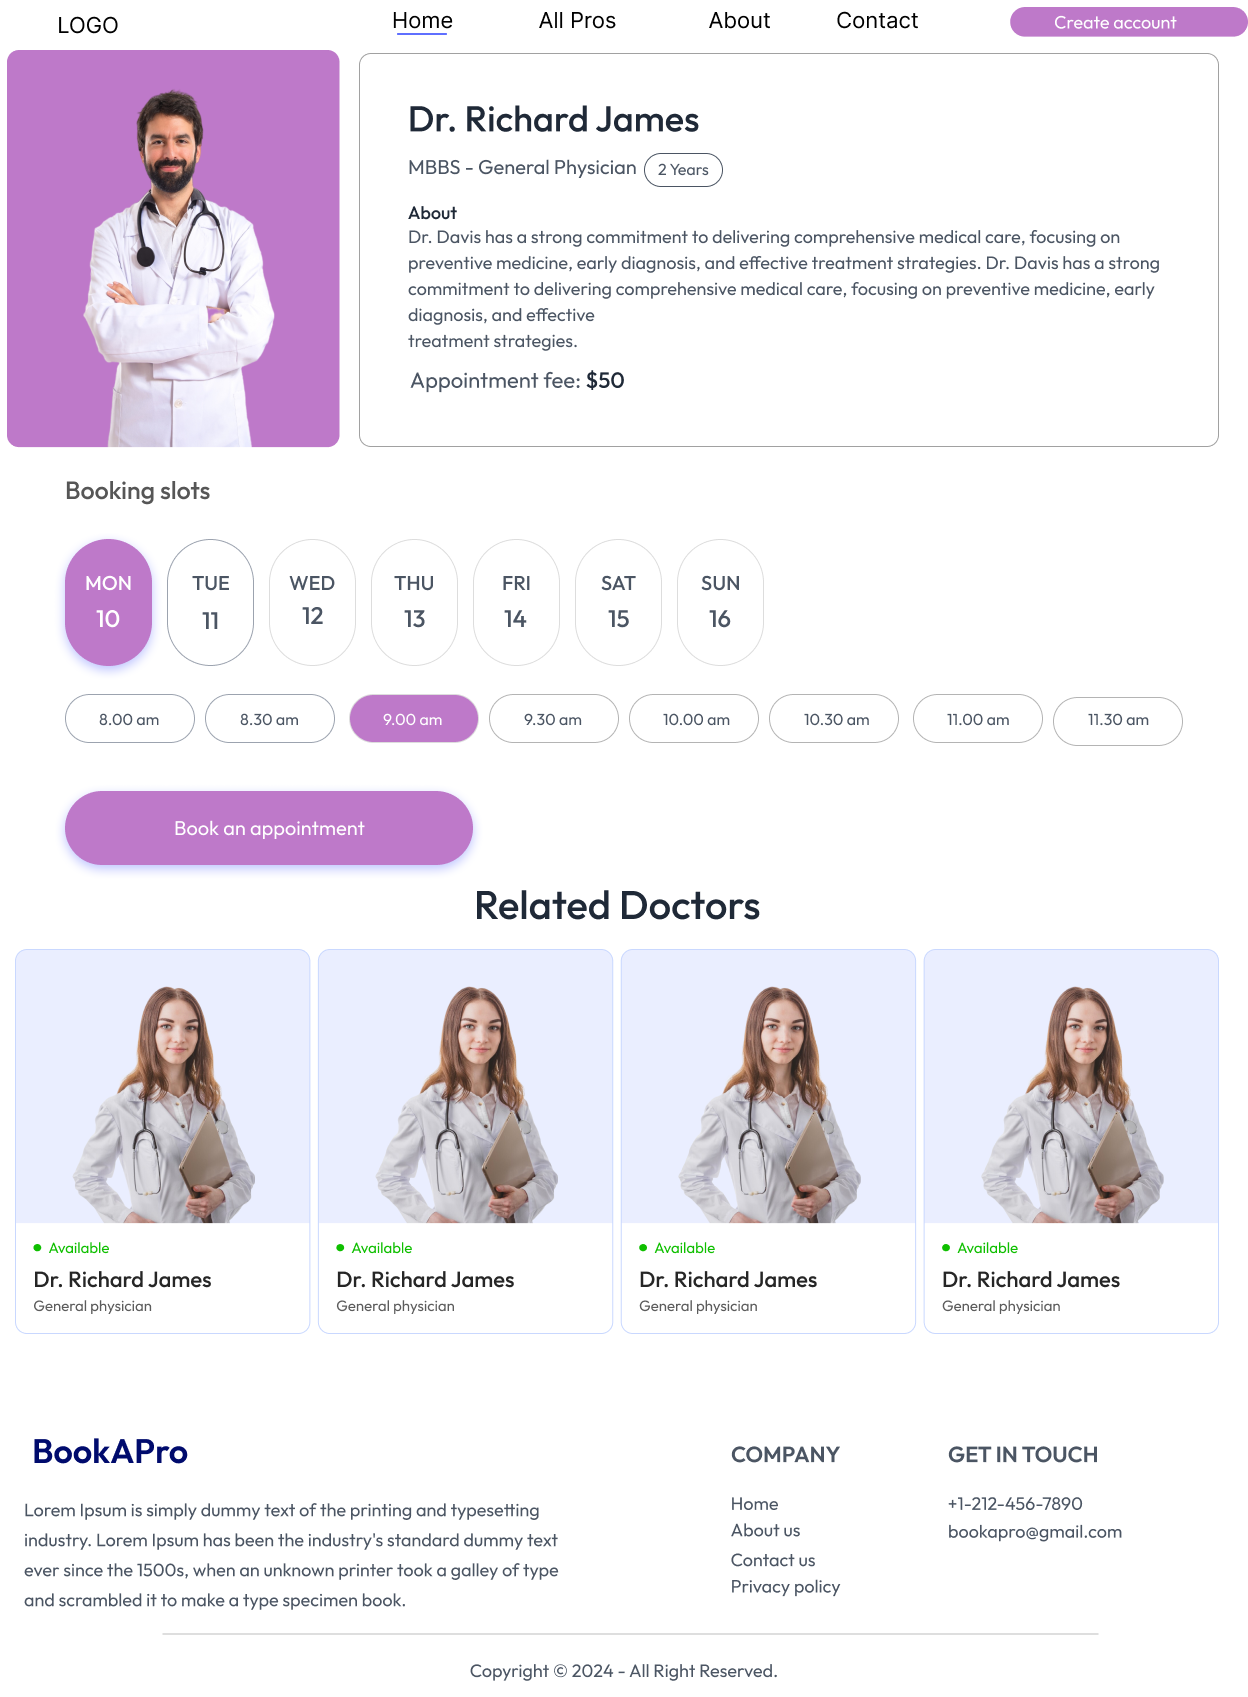 LOGO
Home
All Pros
About
Contact
Create account
Dr. Richard James
MBBS - General Physician
2 Years
About
Dr. Davis has a strong commitment to delivering comprehensive medical care, focusing on
preventive medicine, early diagnosis, and effective treatment strategies. Dr. Davis has a strong
commitment to delivering comprehensive medical care, focusing on preventive medicine, early
diagnosis, and effective
treatment strategies.
Appointment fee: $50
Booking slots
MON
10
TUE
11
WED
12
THU
13
FRI
14
SAT
15
SUN
16
8.00 am
8.30 am
9.00 am
9.30 am
10.00 am
10.30 am
11.00 am
11.30 am
Book an appointment
Related Doctors
Available
Dr. Richard James
General physician
Available
Dr. Richard James
General physician
Available
Dr. Richard James
General physician
Available
Dr. Richard James
General physician
BookAPro
Lorem Ipsum is simply dummy text of the printing and typesetting
industry. Lorem Ipsum has been the industry's standard dummy text
ever since the 1500s, when an unknown printer took a galley of type
and scrambled it to make a type specimen book.
COMPANY
Home
About us
Contact us
Privacy policy
GET IN TOUCH
+1-212-456-7890
bookapro@gmail.com
Copyright © 2024 - All Right Reserved.